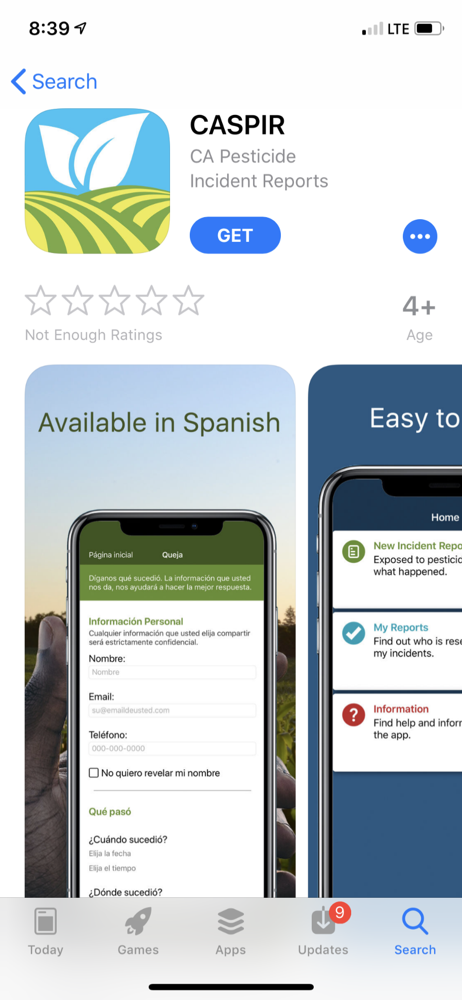 8:39
LTE
Search
CASPIR
CA Pesticide
Incident Reports
GET
Not Enough Ratings
4+
Age
Available in Spanish
Página inicial
Queja
Díganos qué sucedió. La información que usted
nos da, nos ayudará a hacer la mejor respuesta.
Información Personal
Cualquier información que usted elija compartir
será estrictamente confidencial.
Nombre:
Nombre
Email:
su@emaildeusted.com
Teléfono:
000-000-0000
No quiero revelar mi nombre
Qué pasó
¿Cuándo sucedió?
Elija la fecha
Elija el tiempo
¿Dónde sucedió?
Easy to
Home
New Incident Repo
Exposed to pesticid
what happened.
My Reports
Find out who is rese
my incidents.
Information
?
Find help and inforr
the app.
9
Today
Games
Apps
Updates
Search